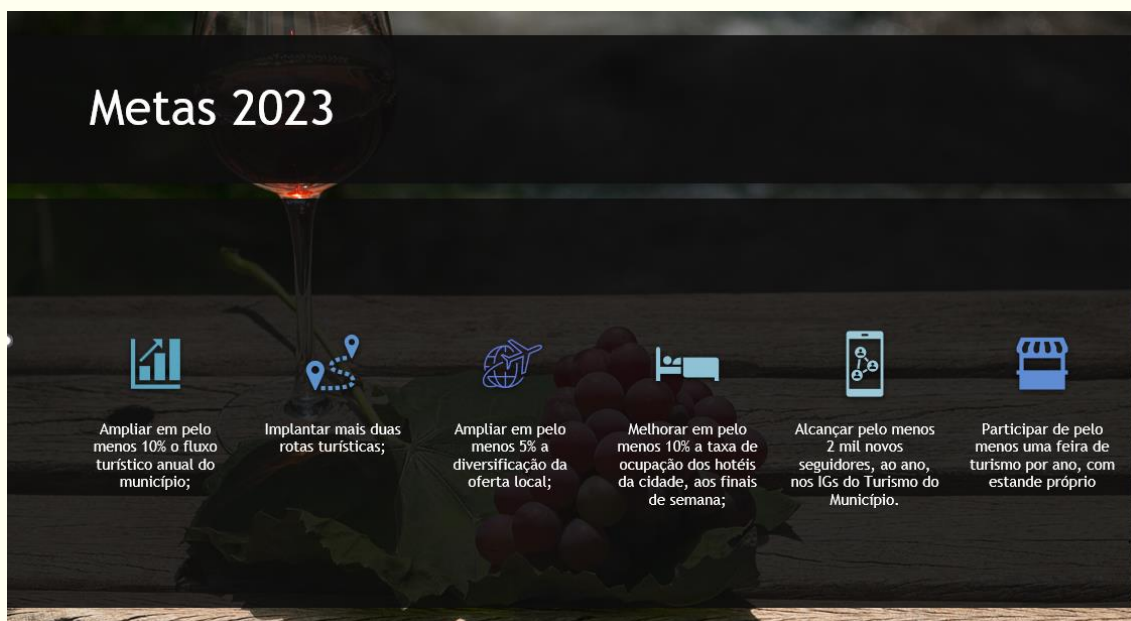 Metas 2023
Ampliar em pelo
menos 10% o fluxo
turístico anual do
município;
Implantar mais duas
rotas turísticas;
Ampliar em pelo
menos 5% a
diversificação da
oferta local;
Melhorar em pelo
menos 10% a taxa de
ocupação dos hotéis
da cidade, aos finais
de semana;
Alcançar pelo menos
2 mil novos
seguidores, ao ano,
nos IGs do Turismo do
Município.
Participar de pelo
menos uma feira de
turismo por ano, com
estande próprio